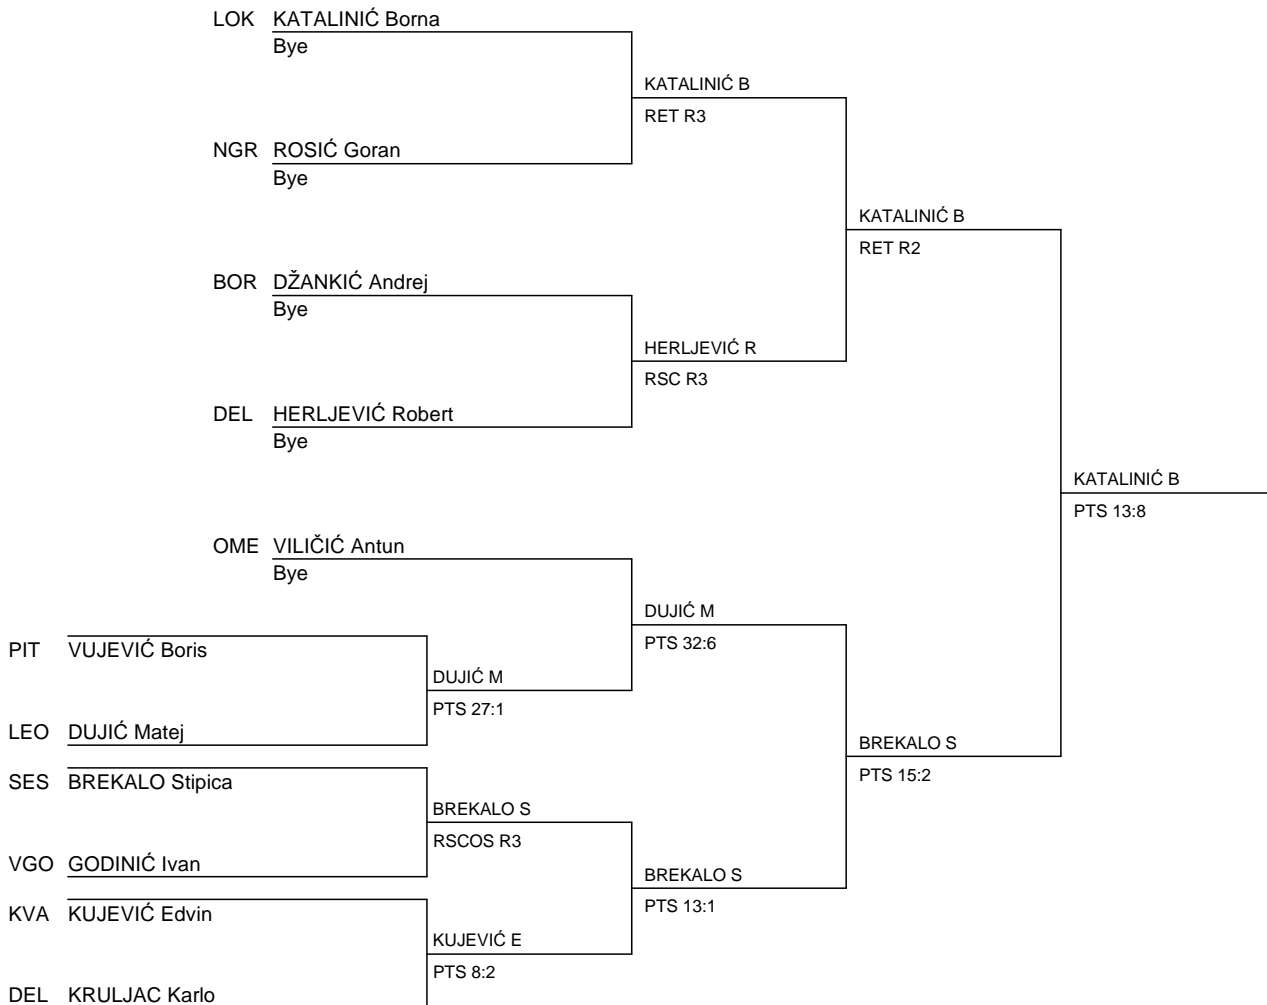 LOK KATALINIĆ Borna
Bye
KATALINIĆ B
RET R3
NGR ROSIĆ Goran
Bye
KATALINIĆ B
RET R2
BOR DŽANKIĆ Andrej
Bye
HERLJEVIĆ R
RSC R3
DEL HERLJEVIĆ Robert
Bye
KATALINIĆ B
PTS 13:8
OME VILIČIĆ Antun
Bye
DUJIĆ M
PTS 32:6
PIT VUJEVIĆ Boris
DUJIĆ M
PTS 27:1
LEO DUJIĆ Matej
BREKALO S
PTS 15:2
SES BREKALO Stipica
BREKALO S
RSCOS R3
VGO GODINIĆ Ivan
BREKALO S
PTS 13:1
KVA KUJEVIĆ Edvin
KUJEVIĆ E
PTS 8:2
DEL KRULJAC Karlo